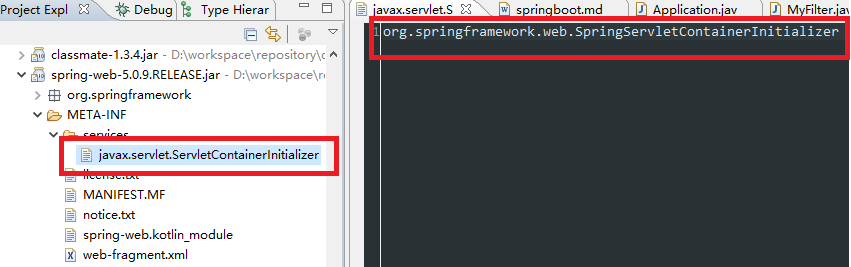 Project Expl
Debug
Type Hierar
classmate-1.3.4.jar - D:\workspace\repository\c
spring-web-5.0.9.RELEASE.jar - D:\workspace\r
org.springframework
META-INF
services
javax.servlet.ServletContainerInitializer
license.txt
MANIFEST.MF
notice.txt
spring-web.kotlin_module
web-fragment.xml
javax.servlet.S
springboot.md
Application.jav
MyFilter.jav
1 org.springframework.web.SpringServletContainerInitializer